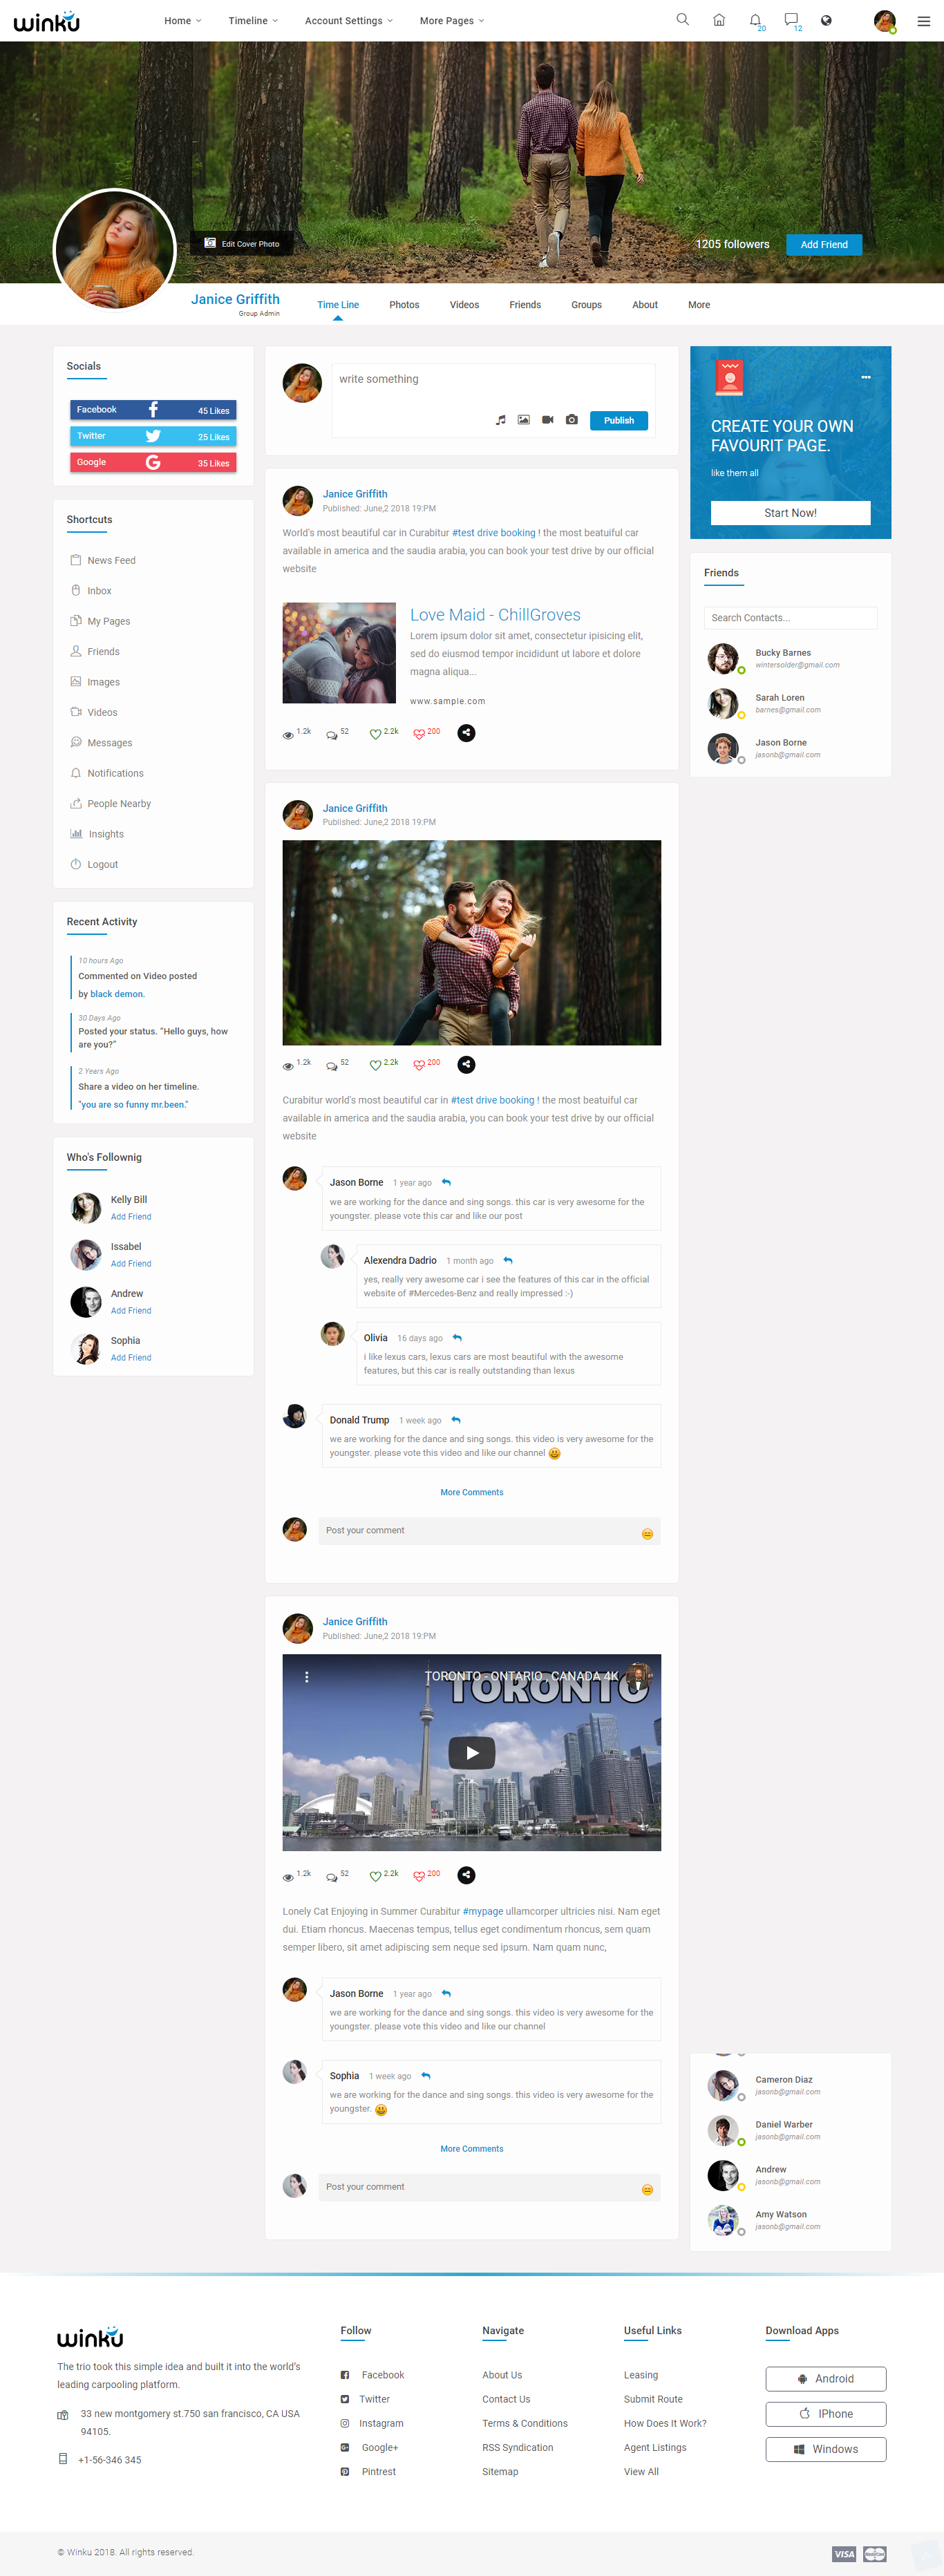 winku
Home
Timeline
Account Settings
More Pages
20
12
Edit Cover Photo
1205 followers
Add Friend
Janice Griffith
Group Admin
Time Line
Photos
Videos
Friends
Groups
About
More
Socials
Facebook
45 Likes
Twitter
25 Likes
Google
35 Likes
Shortcuts
News Feed
Inbox
My Pages
Friends
Images
Videos
Messages
Notifications
People Nearby
Insights
Logout
Recent Activity
10 hours Ago
Commented on Video posted
by black demon.
30 Days Ago
Posted your status. “Hello guys, how
are you?”
2 Years Ago
Share a video on her timeline.
"you are so funny mr.been."
Who's Follownig
Kelly Bill
Add Friend
Issabel
Add Friend
Andrew
Add Friend
Sophia
Add Friend
write something
Publish
Janice Griffith
Published: June,2 2018 19:PM
World's most beautiful car in Curabitur #test drive booking ! the most beatuiful car
available in america and the saudia arabia, you can book your test drive by our official
website
Love Maid - ChillGroves
Lorem ipsum dolor sit amet, consectetur ipisicing elit,
sed do eiusmod tempor incididunt ut labore et dolore
magna aliqua...
www.sample.com
1.2k
52
2.2k
200
Janice Griffith
Published: June,2 2018 19:PM
1.2k
52
2.2k
200
Curabitur world's most beautiful car in #test drive booking ! the most beatuiful car
available in america and the saudia arabia, you can book your test drive by our official
website
Jason Borne
1 year ago
we are working for the dance and sing songs. this car is very awesome for the
youngster. please vote this car and like our post
Alexendra Dadrio
1 month ago
yes, really very awesome car i see the features of this car in the official
website of #Mercedes-Benz and really impressed :-)
Olivia
16 days ago
i like lexus cars, lexus cars are most beautiful with the awesome
features, but this car is really outstanding than lexus
Donald Trump
1 week ago
we are working for the dance and sing songs. this video is very awesome for the
youngster. please vote this video and like our channel
More Comments
Post your comment
Janice Griffith
Published: June,2 2018 19:PM
TORONTO - ONTARIO , CANADA 4K
TORONTO
1.2k
52
2.2k
200
Lonely Cat Enjoying in Summer Curabitur #mypage ullamcorper ultricies nisi. Nam eget
dui. Etiam rhoncus. Maecenas tempus, tellus eget condimentum rhoncus, sem quam
semper libero, sit amet adipiscing sem neque sed ipsum. Nam quam nunc,
Jason Borne
1 year ago
we are working for the dance and sing songs. this video is very awesome for the
youngster. please vote this video and like our channel
Sophia
1 week ago
we are working for the dance and sing songs. this video is very awesome for the
youngster.
More Comments
Post your comment
CREATE YOUR OWN
FAVOURIT PAGE.
like them all
Start Now!
Friends
Search Contacts...
Bucky Barnes
wintersolder@gmail.com
Sarah Loren
barnes@gmail.com
Jason Borne
jasonb@gmail.com
Cameron Diaz
jasonb@gmail.com
Daniel Warber
jasonb@gmail.com
Andrew
jasonb@gmail.com
Amy Watson
jasonb@gmail.com
winku
The trio took this simple idea and built it into the world’s
leading carpooling platform.
33 new montgomery st.750 san francisco, CA USA
94105.
+1-56-346 345
Follow
Facebook
Twitter
Instagram
Google+
Pintrest
Navigate
About Us
Contact Us
Terms & Conditions
RSS Syndication
Sitemap
Useful Links
Leasing
Submit Route
How Does It Work?
Agent Listings
View All
Download Apps
Android
IPhone
Windows
© Winku 2018. All rights reserved.
VISA